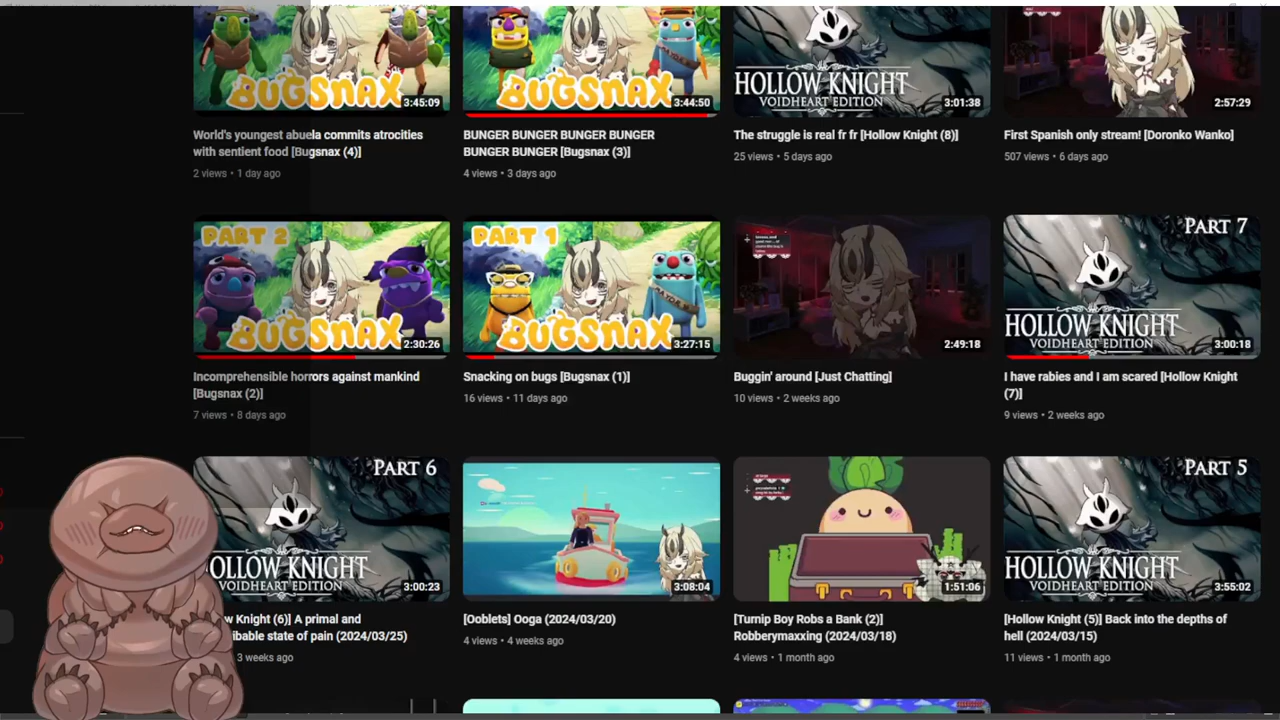 BUGSNAX
3:45:09
World's youngest abuela commits atrocities
with sentient food [Bugsnax (4)]
2 views • 1 day ago
BUGSNAX
3:44:50
BUNGER BUNGER BUNGER BUNGER
BUNGER BUNGER [Bugsnax (3)]
4 views • 3 days ago
HOLLOW KNIGHT
VOIDHEART EDITION
3:01:38
The struggle is real fr fr [Hollow Knight (8)]
25 views • 5 days ago
2:57:29
First Spanish only stream! [Doronko Wanko]
507 views • 6 days ago
PART 2
BUGSNAX
2:30:26
Incomprehensible horrors against mankind
[Bugsnax (2)]
7 views • 8 days ago
PART 1
BUGSNAX
3:27:15
Snacking on bugs [Bugsnax (1)]
16 views • 11 days ago
2:49:18
Buggin' around [Just Chatting]
10 views • 2 weeks ago
PART 7
HOLLOW KNIGHT
VOIDHEART EDITION
3:00:18
I have rabies and I am scared [Hollow Knight
(7)]
9 views • 2 weeks ago
PART 6
OLLOW KNIGHT
VOIDHEART EDITION
3:00:23
ow Knight (6)] A primal and
ibable state of pain (2024/03/25)
3 weeks ago
3:08:04
[Ooblets] Ooga (2024/03/20)
4 views • 4 weeks ago
1:51:06
[Turnip Boy Robs a Bank (2)]
Robberymaxxing (2024/03/18)
4 views • 1 month ago
PART 5
HOLLOW KNIGHT
VOIDHEART EDITION
3:55:02
[Hollow Knight (5)] Back into the depths of
hell (2024/03/15)
11 views • 1 month ago